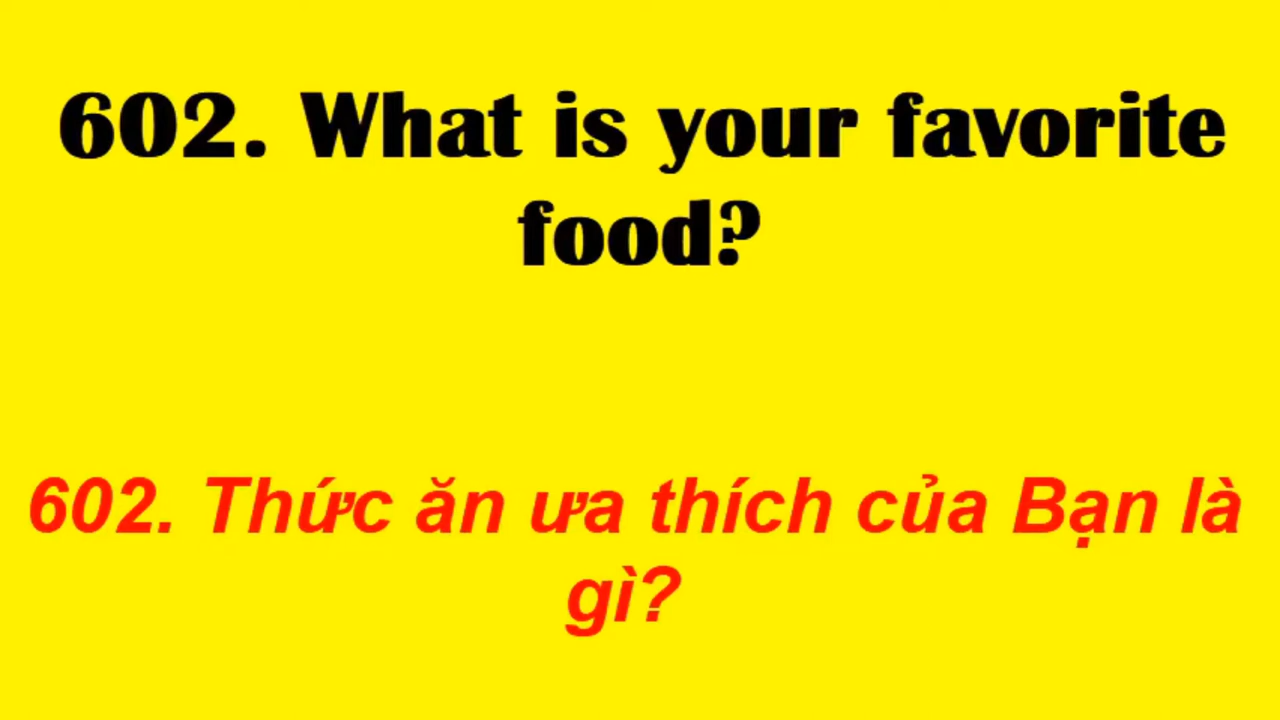 602. What is your favorite
food?
602. Thức ăn ưa thích của Bạn là
gì?